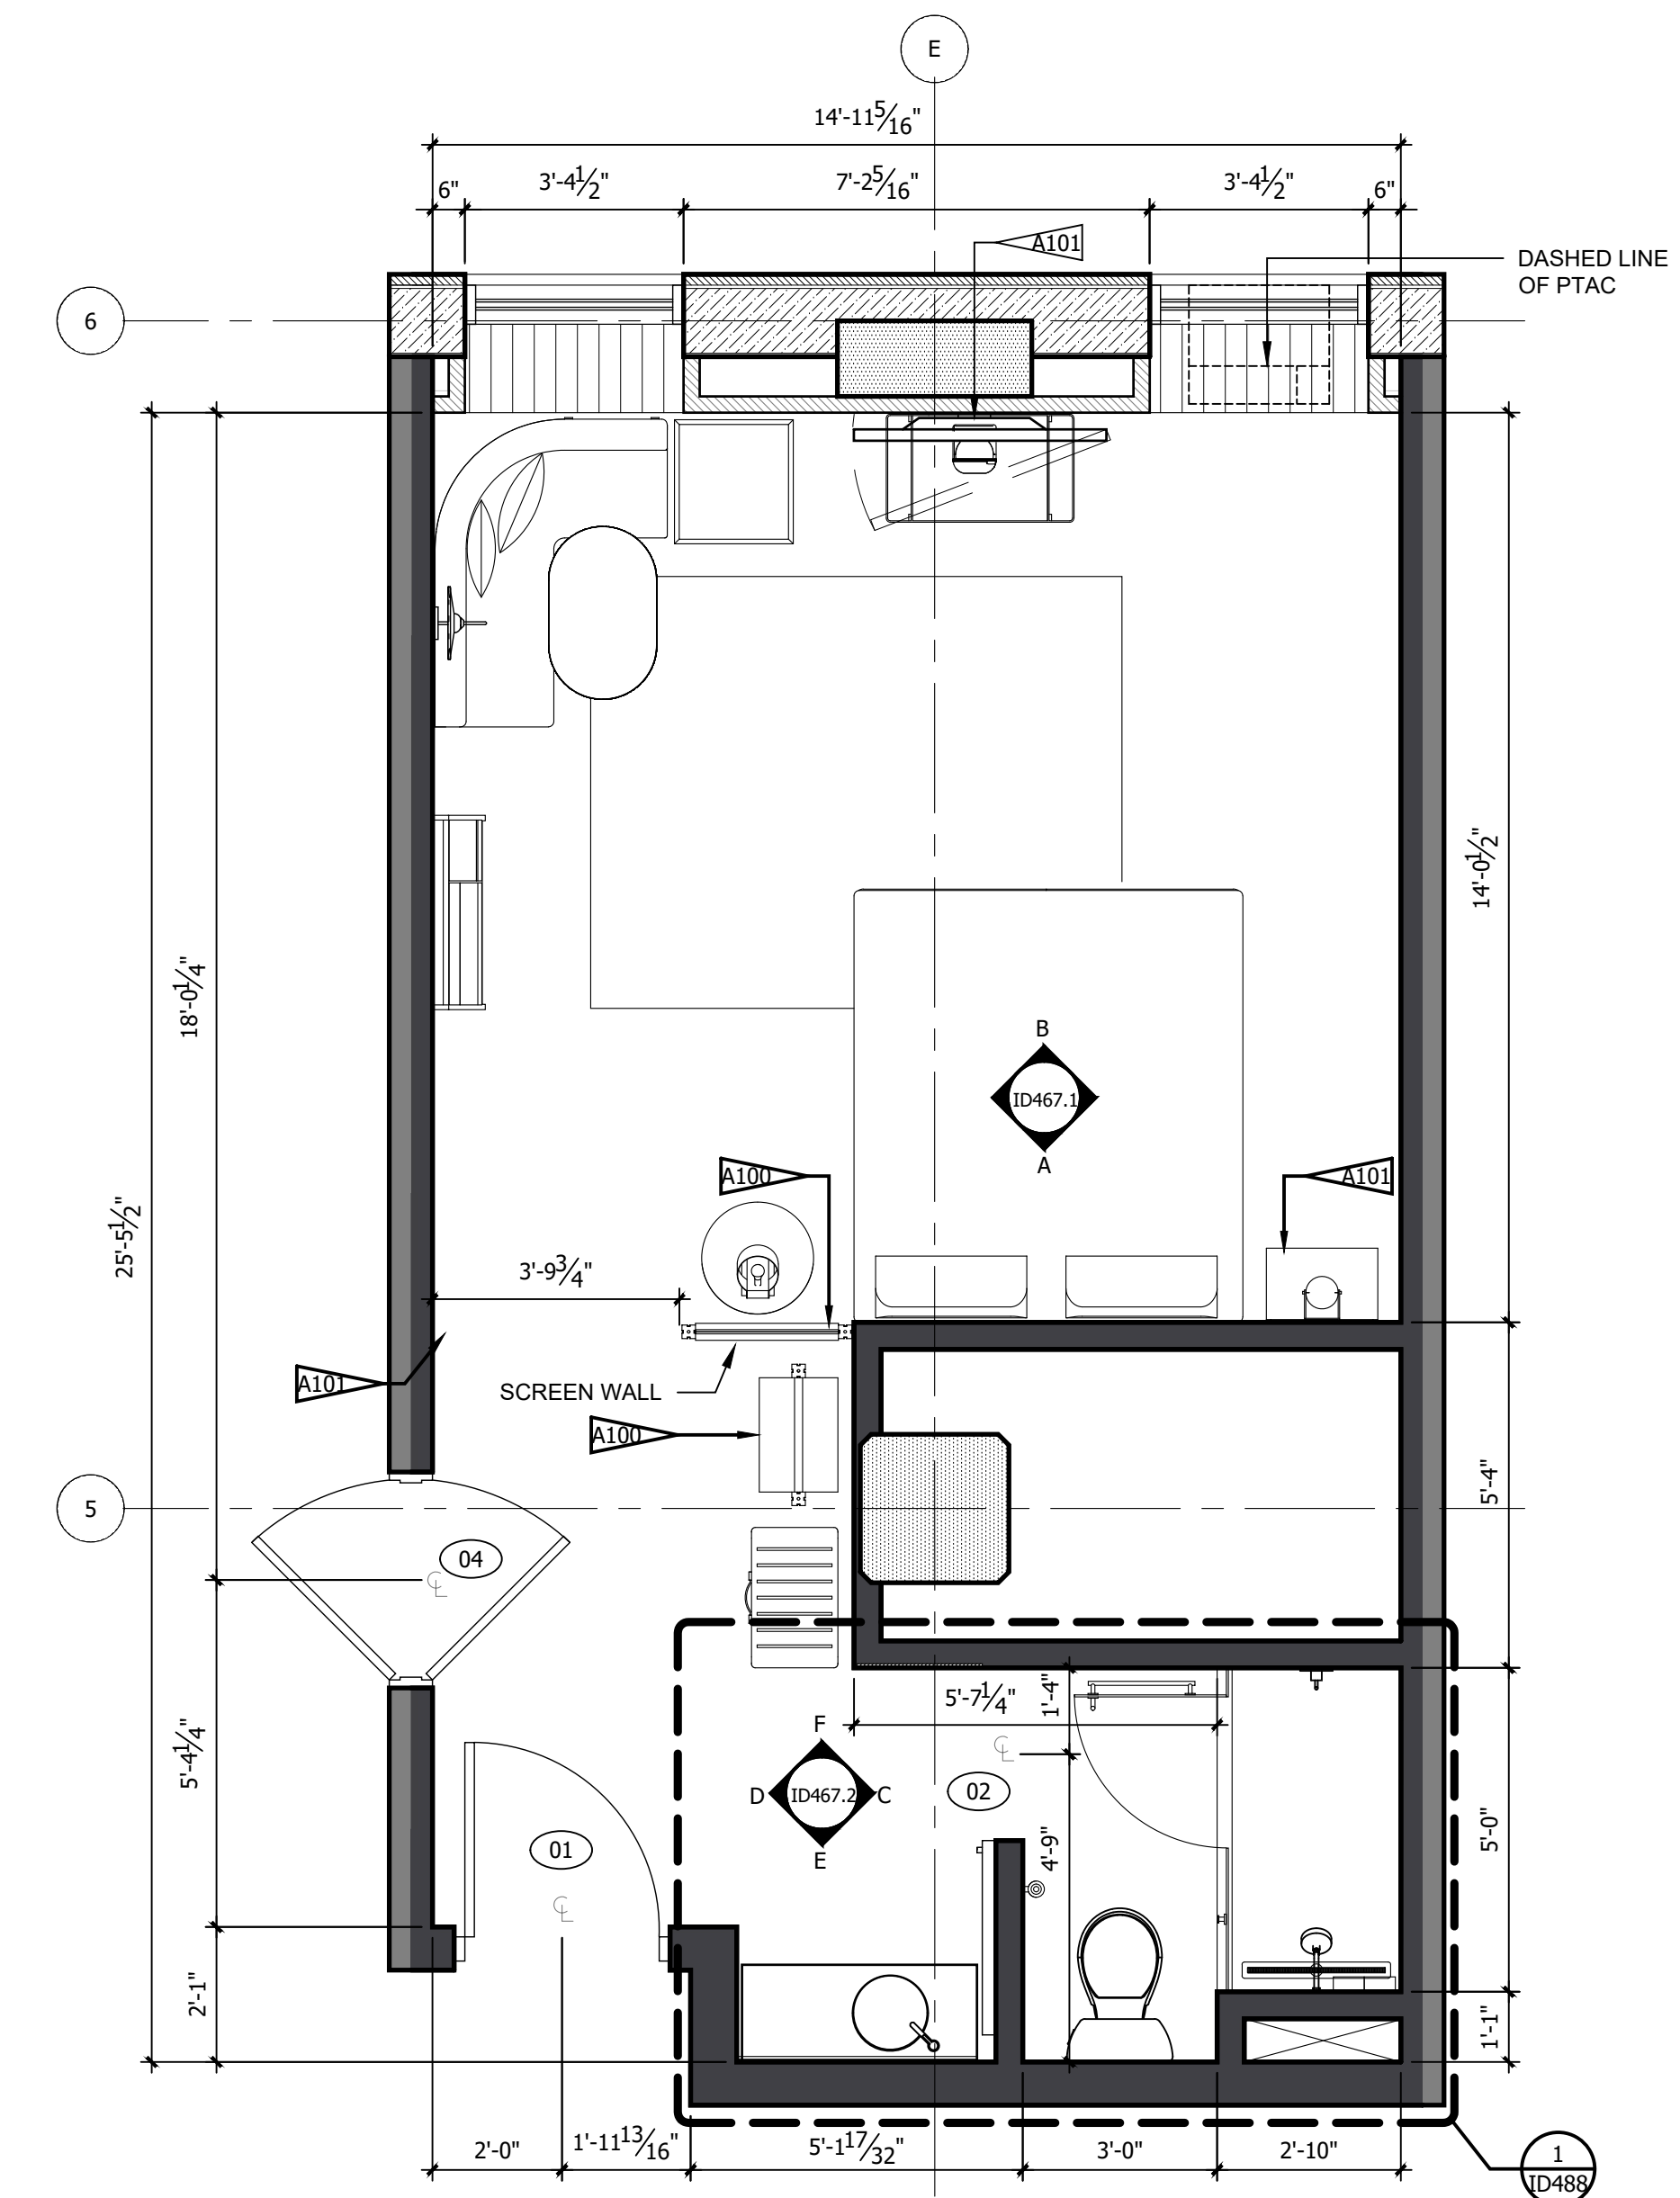 E
14'-11 5/16"
6"
3'-4 1/2"
7'-2 5/16"
3'-4 1/2"
6"
A101
DASHED LINE
OF PTAC
6
14'-0 1/2"
18'-0 1/4"
25'-5 1/2"
B
ID467.1
A
A100
A101
3'-9 3/4"
A101
SCREEN WALL
A100
5
5'-4"
04
CL
5'-7 1/4"
1'-4"
5'-4 1/4"
F
D
ID467.2
C
E
CL
02
01
4'-9"
5'-0"
CL
2'-1"
1'-1"
2'-0"
1'-11 13/16"
5'-1 17/32"
3'-0"
2'-10"
1
ID488